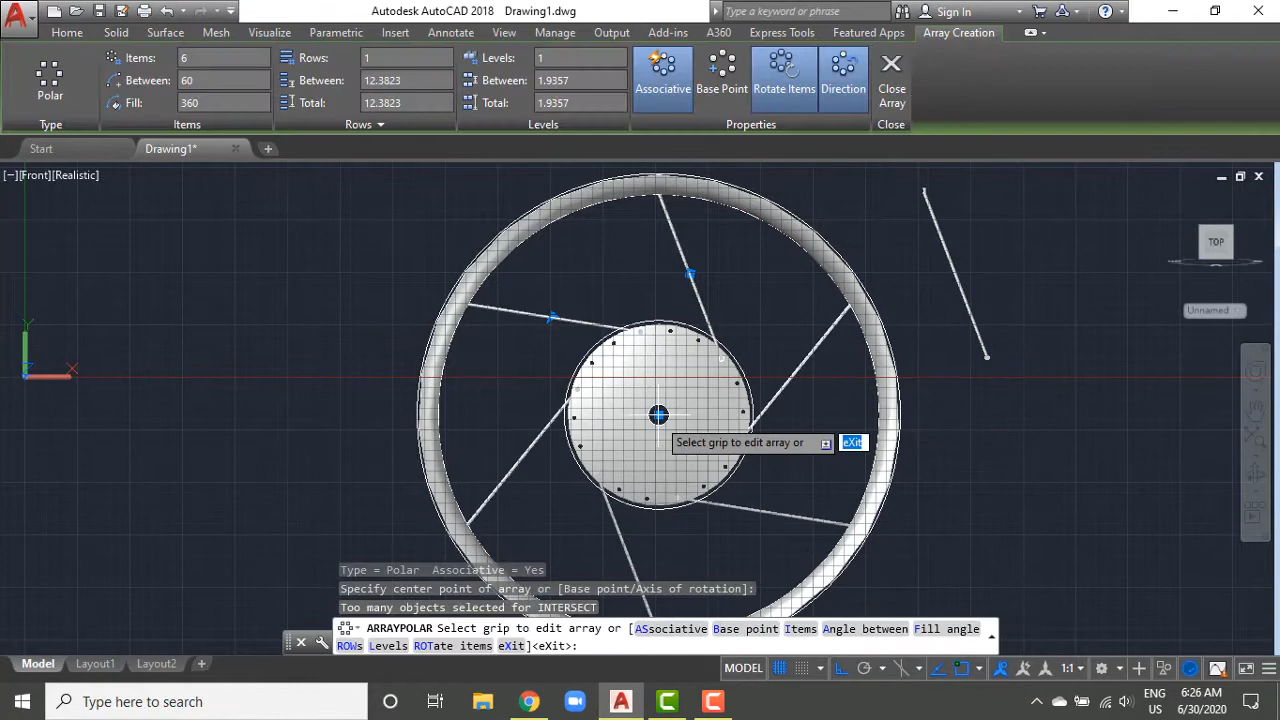 Autodesk AutoCAD 2018 Drawing1.dwg
Type a keyword or phrase
Sign In
Home Solid Surface Mesh Visualize Parametric Insert Annotate View Manage Output Add-ins A360 Express Tools Featured Apps Array Creation
Polar
Type
Items: 6
Between: 60
Fill: 360
Items
Rows: 1
Between: 12.3823
Total: 12.3823
Rows
Levels: 1
Between: 1.9357
Total: 1.9357
Levels
Associative
Base Point
Rotate Items
Direction
Properties
Close
Array
Close
Start
Drawing1*
[−][Front][Realistic]
TOP
Unnamed
Y
X
Z
Select grip to edit array or eXit
Type = Polar Associative = Yes
Specify center point of array or [Base point/Axis of rotation]:
Too many objects selected for INTERSECT
ARRAYPOLAR Select grip to edit array or [ASsociative Base point Items Angle between Fill angle
ROWs Levels ROTate items eXit]<eXit>:
Model Layout1 Layout2
MODEL
1:1
Type here to search
ENG
US
6:26 AM
6/30/2020